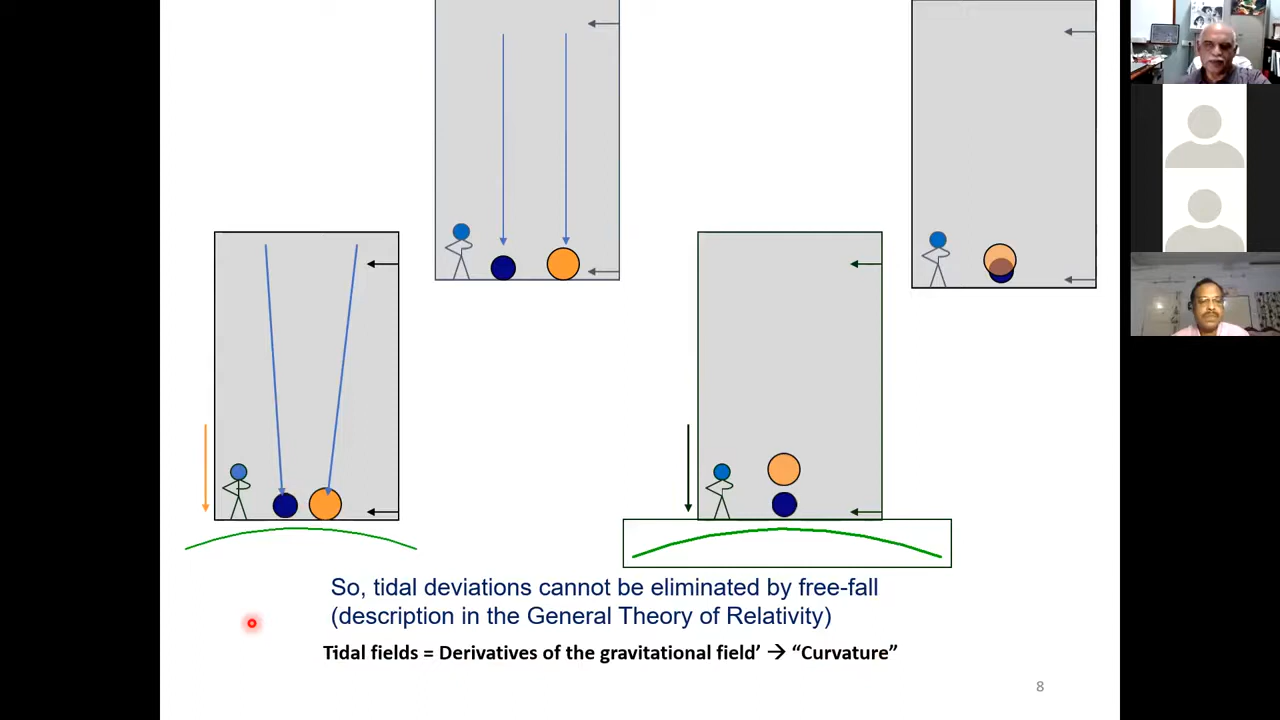 So, tidal deviations cannot be eliminated by free-fall
(description in the General Theory of Relativity)
Tidal fields = Derivatives of the gravitational field’ → “Curvature”
8